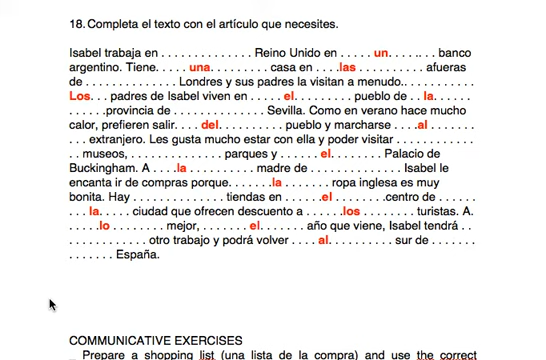 18. Completa el texto con el artículo que necesites.
Isabel trabaja en . . . . . . . . . . . . . . Reino Unido en . . . . . un. . . . . . . banco
argentino. Tiene . . . . . una. . . . . . . . . casa en . . . .las . . . . . . . . . . afueras
de . . . . . . . . . . . . . . Londres y sus padres la visitan a menudo. . . . . . . . . . .
Los. . . padres de Isabel viven en . . . . . el. . . . . . . pueblo de . .la. . . . . . .
. . . . . . . .provincia de . . . . . . . . . . . . . . Sevilla. Como en verano hace mucho
calor, prefieren salir. . . . del. . . . . . . . pueblo y marcharse . . . .al. . . . . .
. . . . . . . . . extranjero. Les gusta mucho estar con ella y poder visitar . . . . . . . .
. . . . . . museos, . . . . . . . . . . . . . . parques y . . . . el. . . . . . . . . Palacio de
Buckingham. A . . . .la . . . . . . . . madre de . . . . . . . . . . . . . . Isabel le
encanta ir de compras porque. . . . . . . la . . . . . . . ropa inglesa es muy
bonita. Hay . . . . . . . . . . . . . . tiendas en . . . . . .el . . . . . . . . .centro de . . . . .
. . . la. . . . . ciudad que ofrecen descuento a . . . . . .los. . . . . . . . turistas. A. . . .
. . . . . lo . . . . . . . . mejor, . . . . . . . el. . . . . . año que viene, Isabel tendrá . .
. . . . . . . . . . . . . . otro trabajo y podrá volver . . . . al . . . . . . . sur de . . . . . . . .
. . . . . . . España.
COMMUNICATIVE EXERCISES
_ Prepare a shopping list (una lista de la compra) and use the correct